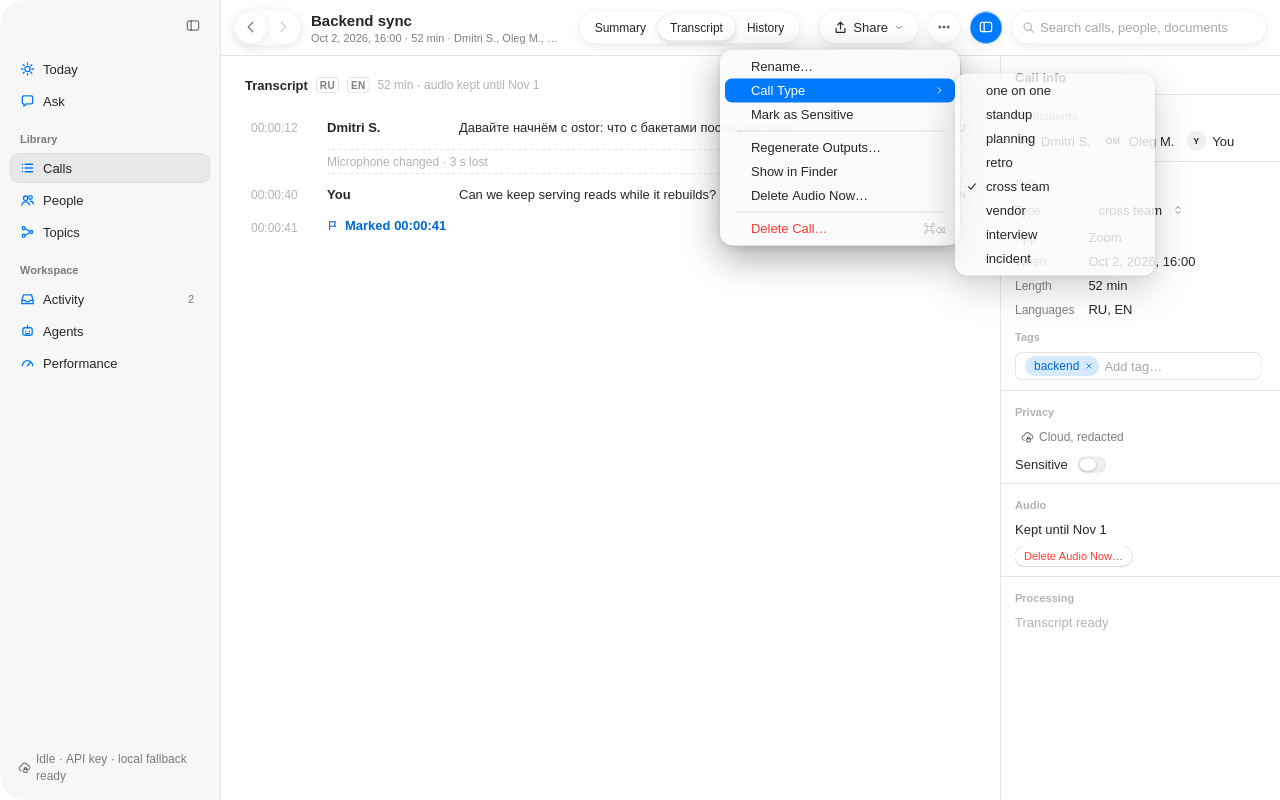 Backend sync
Oct 2, 2026, 16:00 · 52 min · Dmitri S., Oleg M., …
Summary
Transcript
History
Share
Search calls, people, documents
Today
Ask
Library
Calls
People
Topics
Workspace
Activity 2
Agents
Performance
Idle · API key · local fallback
ready
Transcript RU EN 52 min · audio kept until Nov 1
00:00:12 Dmitri S. Давайте начнём с ostor: что с бакетами
Microphone changed · 3 s lost
00:00:40 You Can we keep serving reads while it rebuilds?
00:00:41 Marked 00:00:41
Rename…
Call Type
Mark as Sensitive
Regenerate Outputs…
Show in Finder
Delete Audio Now…
Delete Call… ⌘⌫
one on one
standup
planning
retro
cross team
vendor
interview
incident
Call Info
Dmitri S. OM Oleg M. Y You
cross team
Zoom
Oct 2, 2026, 16:00
Length 52 min
Languages RU, EN
Tags
backend × Add tag…
Privacy
Cloud, redacted
Sensitive
Audio
Kept until Nov 1
Delete Audio Now…
Processing
Transcript ready